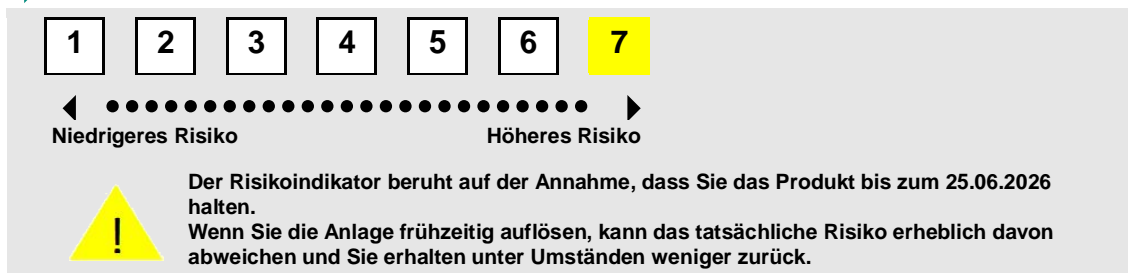 1 2 3 4 5 6 7
Niedrigeres Risiko Höheres Risiko
Der Risikoindikator beruht auf der Annahme, dass Sie das Produkt bis zum 25.06.2026
halten.
Wenn Sie die Anlage frühzeitig auflösen, kann das tatsächliche Risiko erheblich davon
abweichen und Sie erhalten unter Umständen weniger zurück.
!